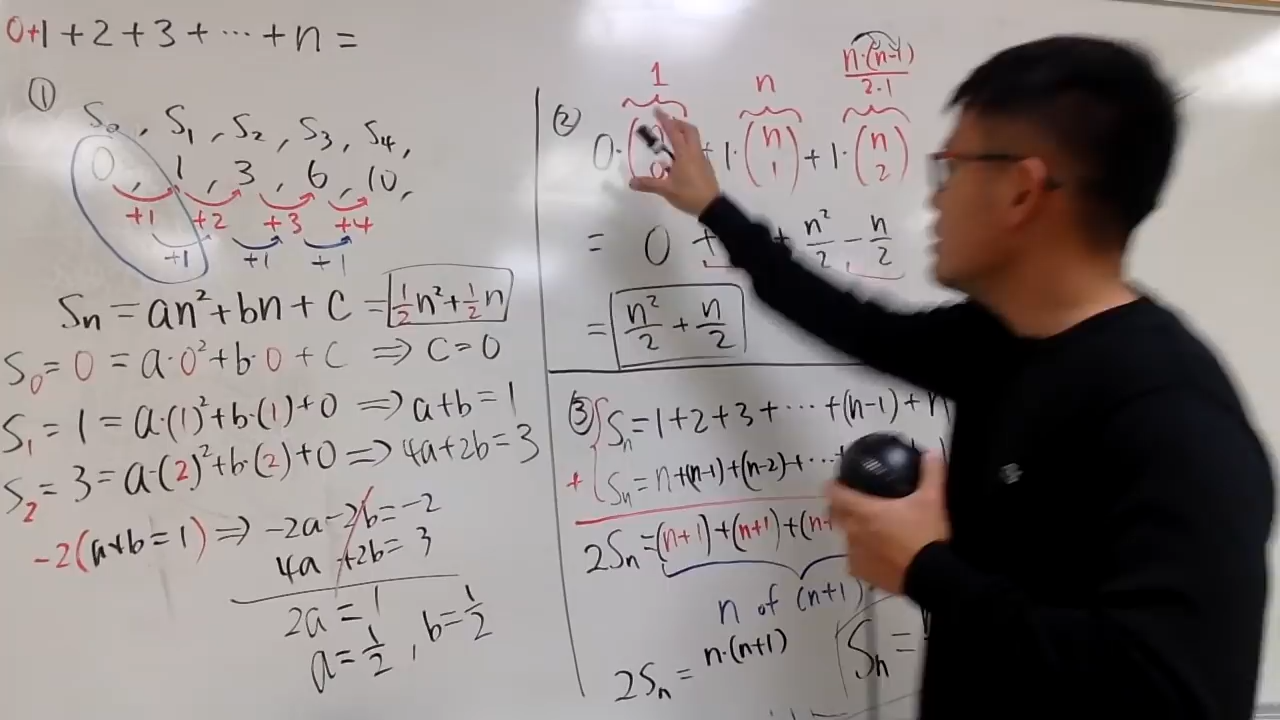 0+1+2+3+⋯+n=
①
S₀, S₁, S₂, S₃, S₄,
0, 1, 3, 6, 10,
+1 +2 +3 +4
+1 +1 +1
Sn = an²+bn+C = ½n²+½n
S₀ = 0 = a·0²+b·0+C ⇒ C=0
S₁ = 1 = a·(1)²+b·(1)+0 ⇒ a+b=1
S₂ = 3 = a·(2)²+b·(2)+0 ⇒ 4a+2b=3
-2(a+b=1) ⇒ -2a-2b=-2
4a+2b=3
2a=1
a=½, b=½
②
1 n n·(n-1)/2·1
0·( 0) +1·(n 1)+1·(n 2)
= 0 + + n²/2 - n/2
= n²/2 + n/2
③ Sn=1+2+3+⋯+(n-1)+n
+ Sn=n+(n-1)+(n-2)+⋯
2Sn=(n+1)+(n+1)+(n+
n of (n+1)
2Sn = n·(n+1)
Sn =